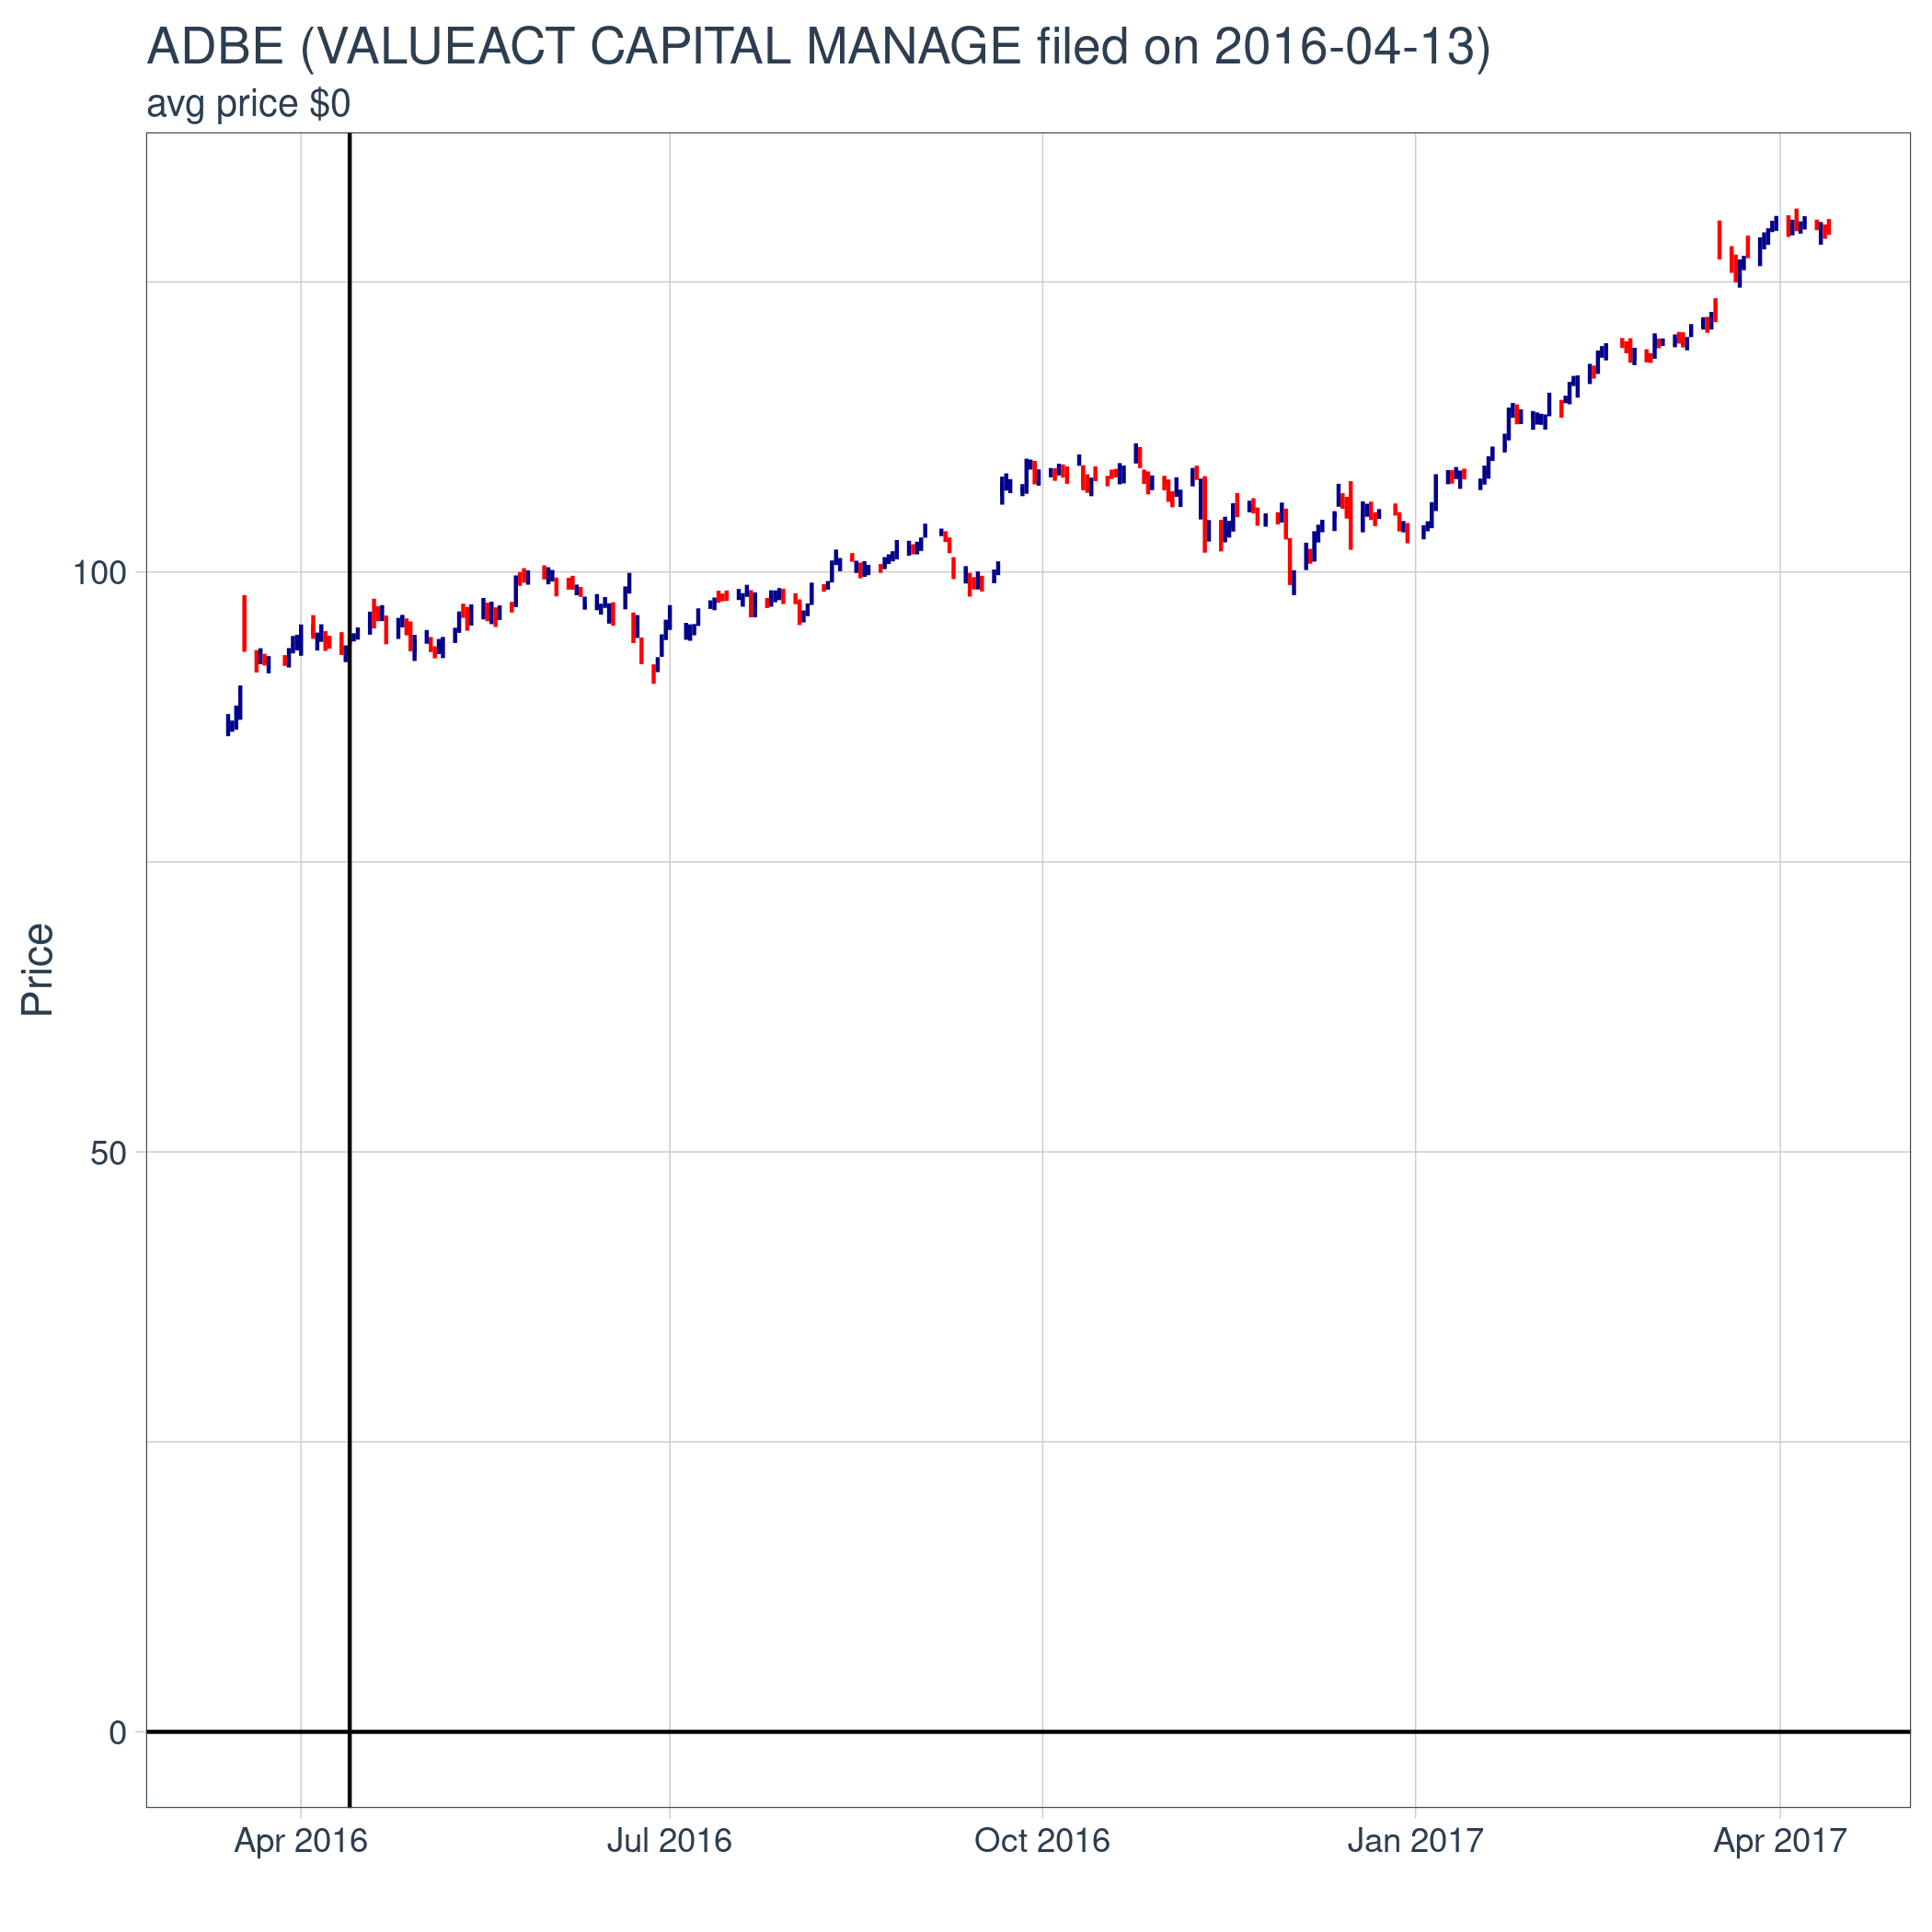 ADBE (VALUEACT CAPITAL MANAGE filed on 2016-04-13)
avg price $0
Price
100
50
0
Apr 2016 Jul 2016 Oct 2016 Jan 2017 Apr 2017